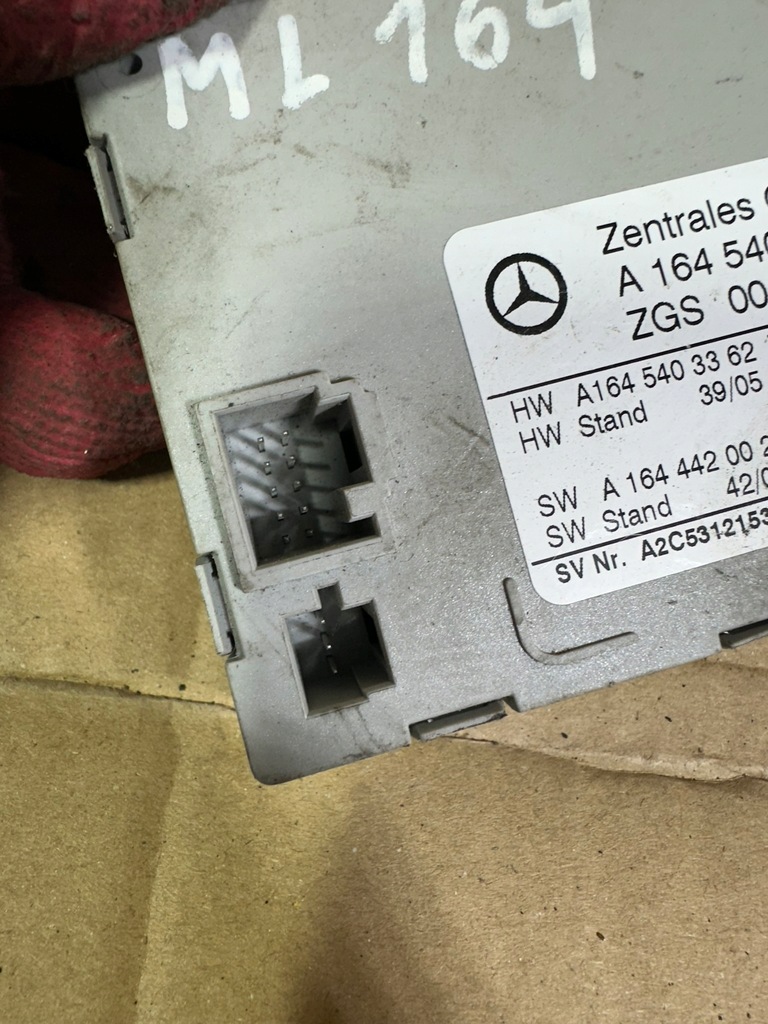 ML 164
Zentrales
A 164 540
ZGS 00
HW A164 540 33 62
HW Stand 39/05
SW A 164 442 00 2
SW Stand 42/0
SV Nr. A2C5312153